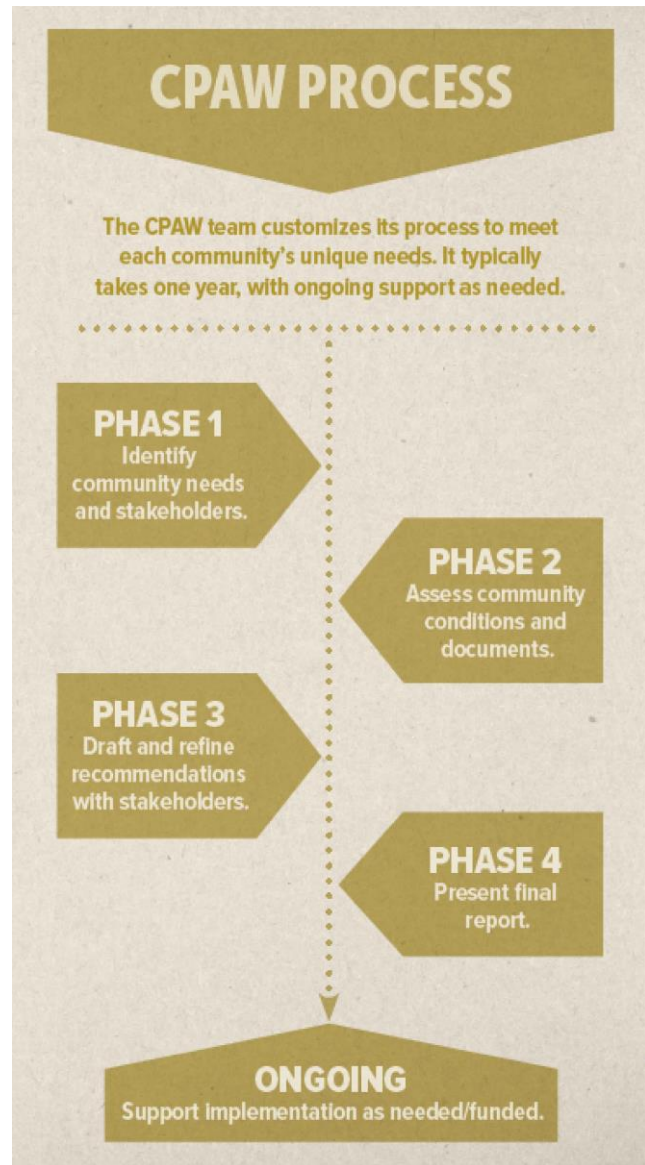 CPAW PROCESS
The CPAW team customizes its process to meet
each community's unique needs. It typically
takes one year, with ongoing support as needed.
PHASE 1
Identify
community needs
and stakeholders.
PHASE 2
Assess community
conditions and
documents.
PHASE 3
Draft and refine
recommendations
with stakeholders.
PHASE 4
Present final
report.
ONGOING
Support implementation as needed/funded.